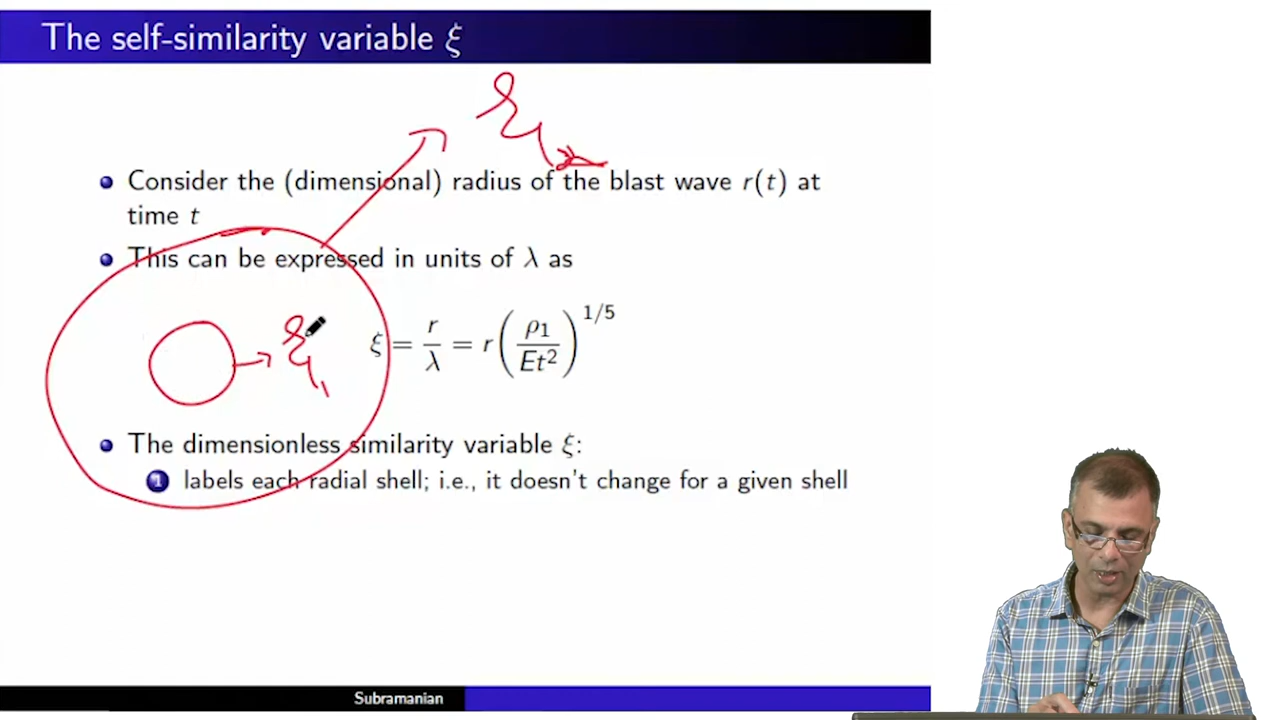 The self-similarity variable ξ
ξ₂
Consider the (dimensional) radius of the blast wave r(t) at
time t
This can be expressed in units of λ as
ξ₁
ξ = r/λ = r(ρ₁/Et²)^1/5
The dimensionless similarity variable ξ:
1 labels each radial shell; i.e., it doesn't change for a given shell
Subramanian